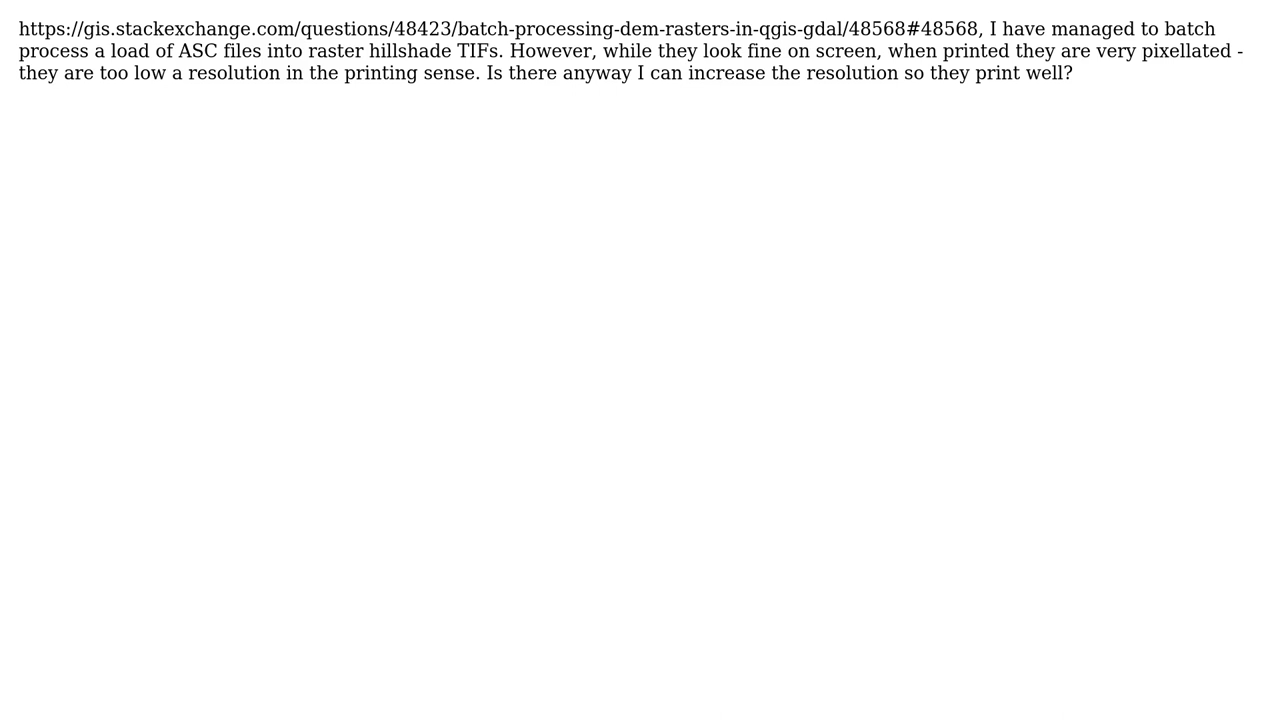 https://gis.stackexchange.com/questions/48423/batch-processing-dem-rasters-in-qgis-gdal/48568#48568, I have managed to batch
process a load of ASC files into raster hillshade TIFs. However, while they look fine on screen, when printed they are very pixellated -
they are too low a resolution in the printing sense. Is there anyway I can increase the resolution so they print well?